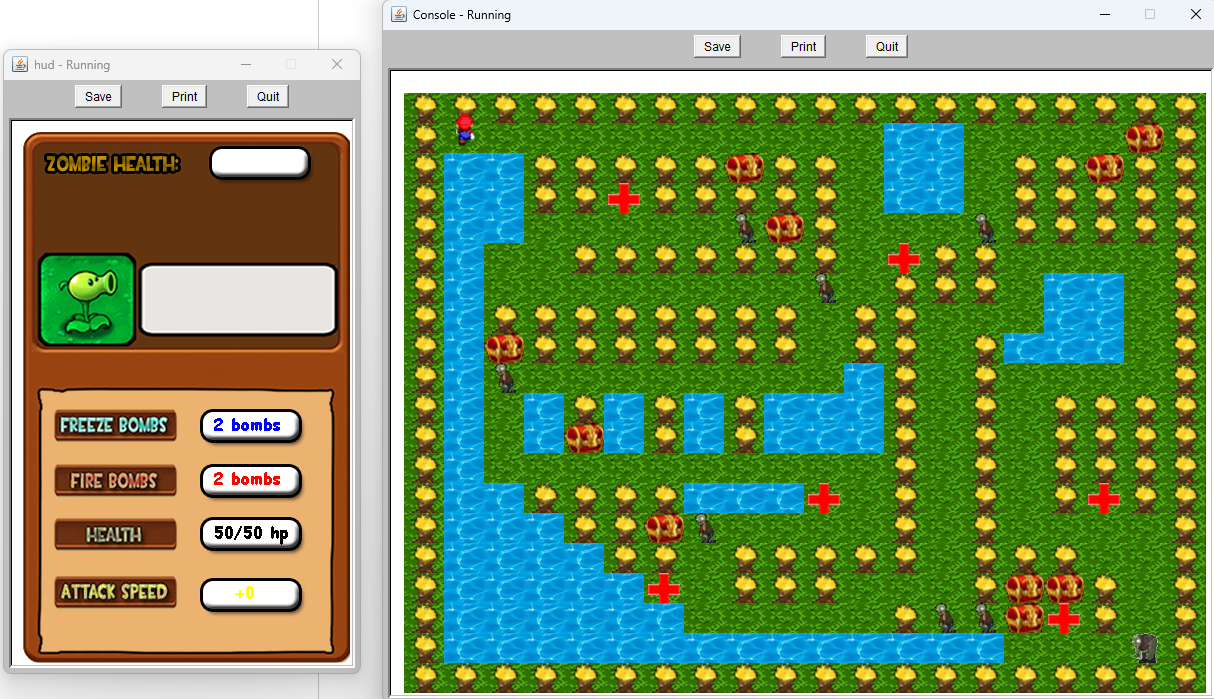 hud - Running
Save Print Quit
ZOMBIE HEALTH:
FREEZE BOMBS 2 bombs
FIRE BOMBS 2 bombs
HEALTH 50/50 hp
ATTACK SPEED +0
Console - Running
Save Print Quit